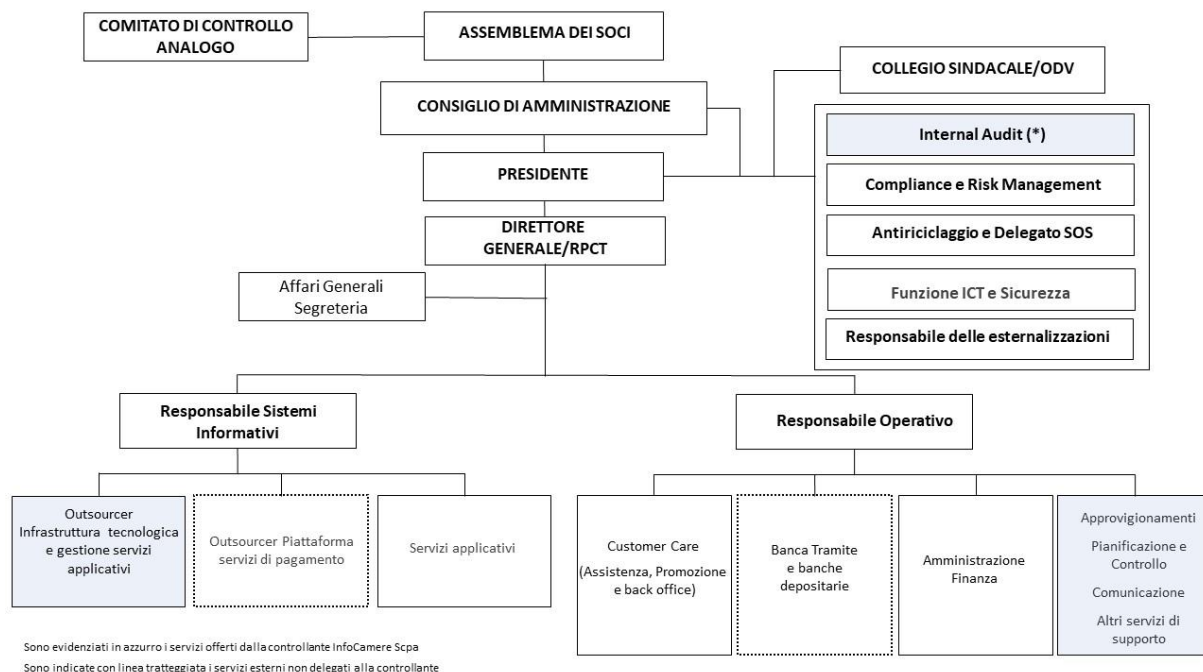 COMITATO DI CONTROLLO
ANALOGO
ASSEMBLEMA DEI SOCI
COLLEGIO SINDACALE/ODV
CONSIGLIO DI AMMINISTRAZIONE
Internal Audit (*)
PRESIDENTE
Compliance e Risk Management
DIRETTORE
GENERALE/RPCT
Antiriciclaggio e Delegato SOS
Affari Generali
Segreteria
Funzione ICT e Sicurezza
Responsabile delle esternalizzazioni
Responsabile Sistemi
Informativi
Responsabile Operativo
Outsourcer
Infrastruttura tecnologica
e gestione servizi
applicativi
Outsourcer Piattaforma
servizi di pagamento
Servizi applicativi
Customer Care
(Assistenza, Promozione
e back office)
Banca Tramite
e banche
depositarie
Amministrazione
Finanza
Approvigionamenti
Pianificazione e
Controllo
Comunicazione
Altri servizi di
supporto
Sono evidenziati in azzurro i servizi offerti dalla controllante InfoCamere Scpa
Sono indicate con linea tratteggiata i servizi esterni non delegati alla controllante